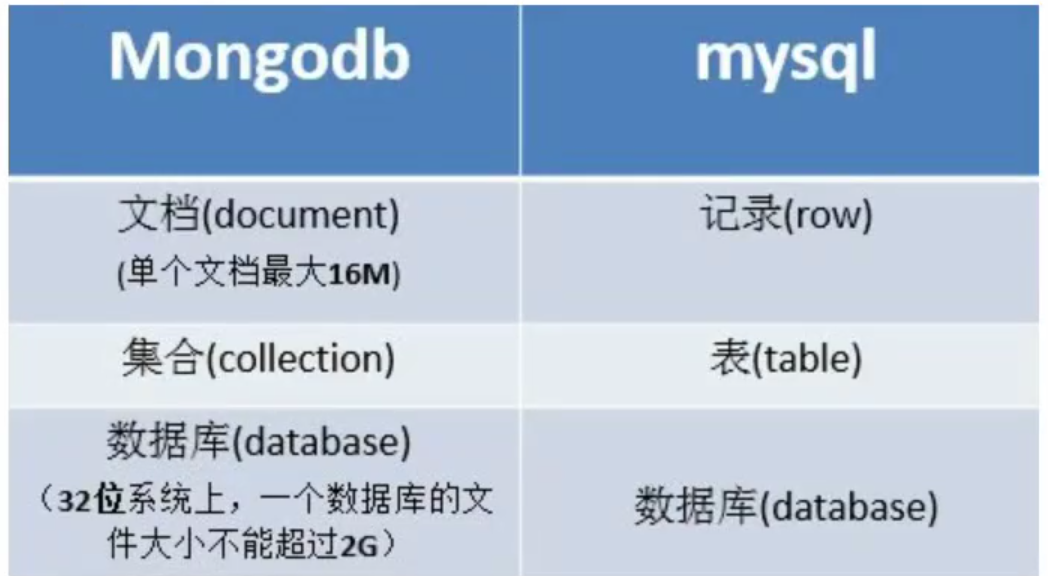 Mongodb
mysql
文档(document)
(单个文档最大16M)
记录(row)
集合(collection)
表(table)
数据库(database)
（32位系统上，一个数据库的文
件大小不能超过2G）
数据库(database)